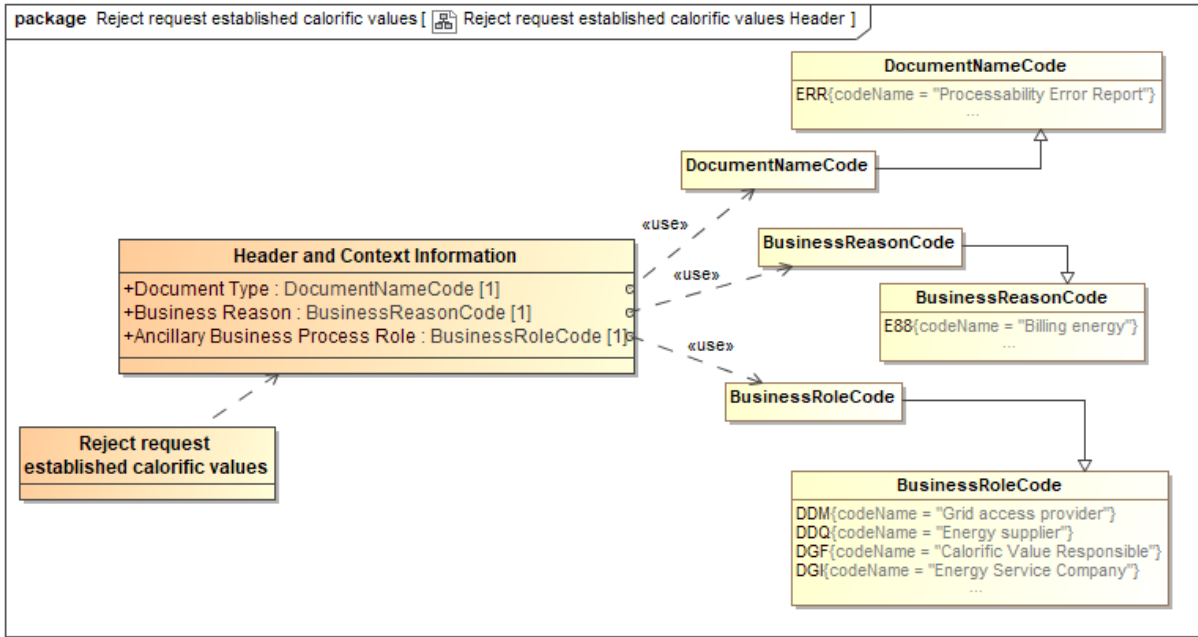 package Reject request established calorific values [ Reject request established calorific values Header ]
DocumentNameCode
ERR{codeName = "Processability Error Report"}
...
DocumentNameCode
«use»
BusinessReasonCode
«use»
Header and Context Information
+Document Type : DocumentNameCode [1]
+Business Reason : BusinessReasonCode [1]
+Ancillary Business Process Role : BusinessRoleCode [1]
BusinessReasonCode
E88{codeName = "Billing energy"}
...
«use»
BusinessRoleCode
Reject request
established calorific values
BusinessRoleCode
DDM{codeName = "Grid access provider"}
DDQ{codeName = "Energy supplier"}
DGF{codeName = "Calorific Value Responsible"}
DGI{codeName = "Energy Service Company"}
...